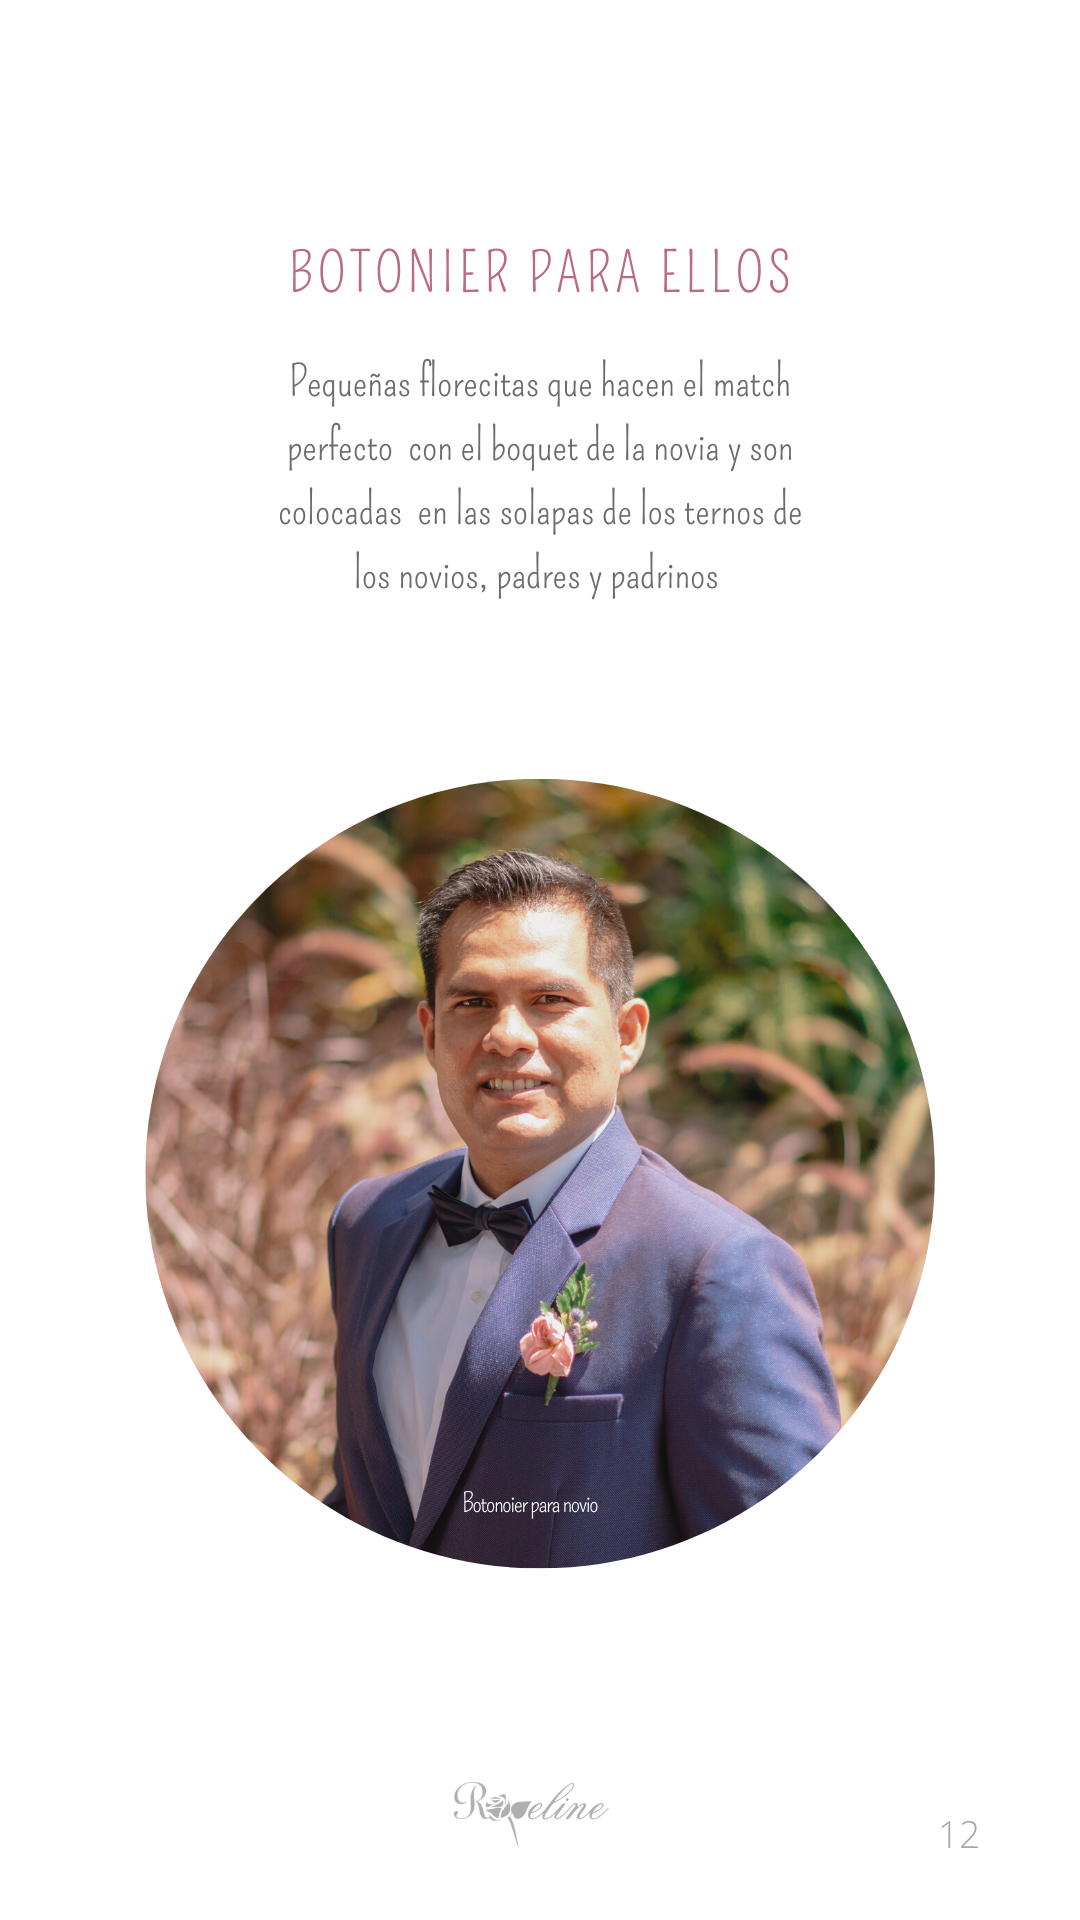 BOTONIER PARA ELLOS
Pequeñas florecitas que hacen el match
perfecto  con el boquet de la novia y son
colocadas  en las solapas de los ternos de
los novios, padres y padrinos
Botonoier para novio
Roseline
12